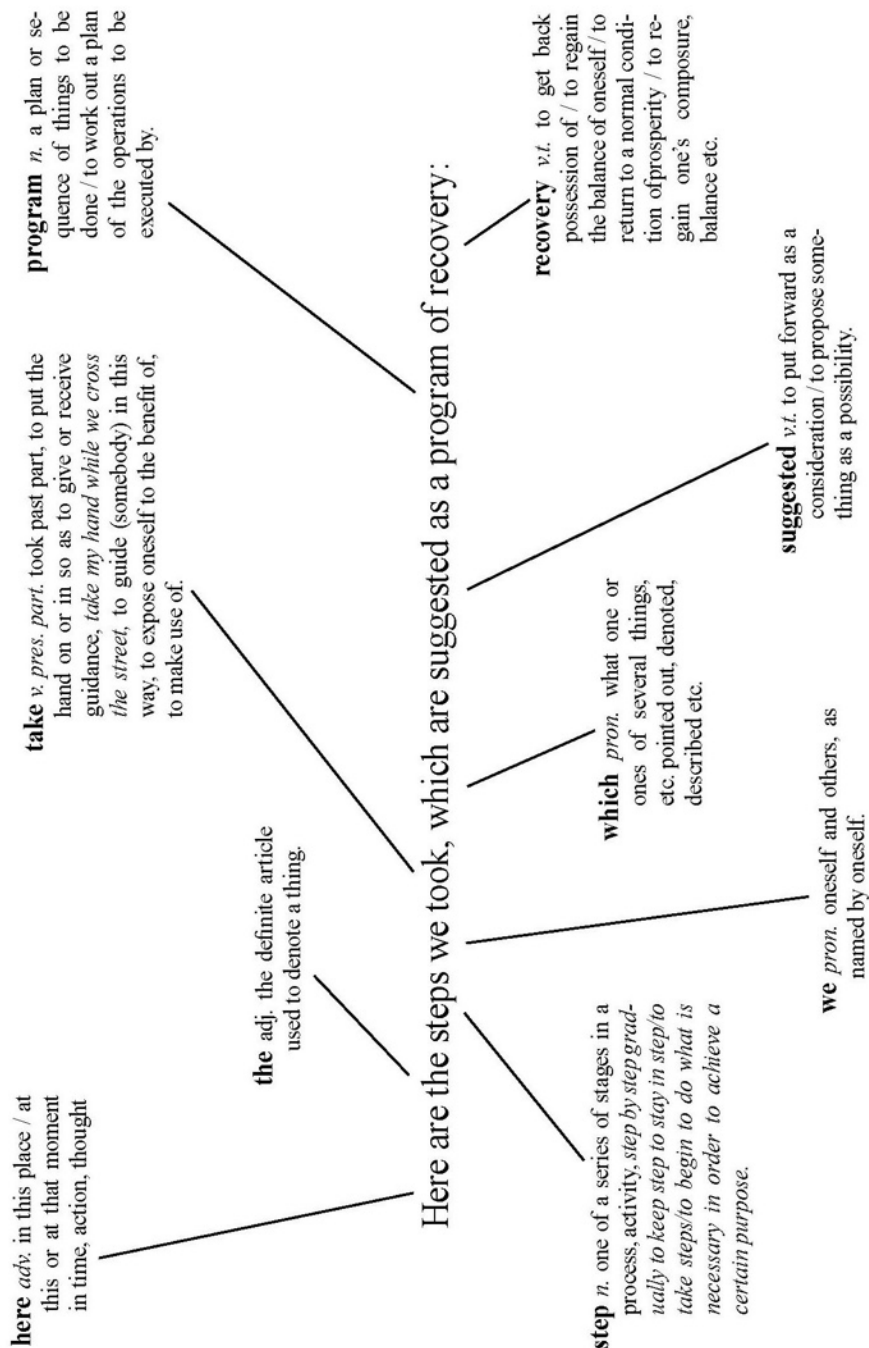 here adv. in this place / at
this or at that moment
in time, action, thought
the adj. the definite article
used to denote a thing.
take v. pres. part. took past part, to put the
hand on or in so as to give or receive
guidance, take my hand while we cross
the street, to guide (somebody) in this
way, to expose oneself to the benefit of,
to make use of.
program n. a plan or se-
quence of things to be
done / to work out a plan
of the operations to be
executed by.
Here are the steps we took, which are suggested as a program of recovery:
step n. one of a series of stages in a
process, activity, step by step grad-
ually to keep step to stay in step/to
take steps/to begin to do what is
necessary in order to achieve a
certain purpose.
we pron. oneself and others, as
named by oneself.
which pron. what one or
ones of several things,
etc. pointed out, denoted,
described etc.
suggested v.t. to put forward as a
consideration / to propose some-
thing as a possibility.
recovery v.t. to get back
possession of / to regain
the balance of oneself / to
return to a normal condi-
tion of prosperity / to re-
gain one's composure,
balance etc.